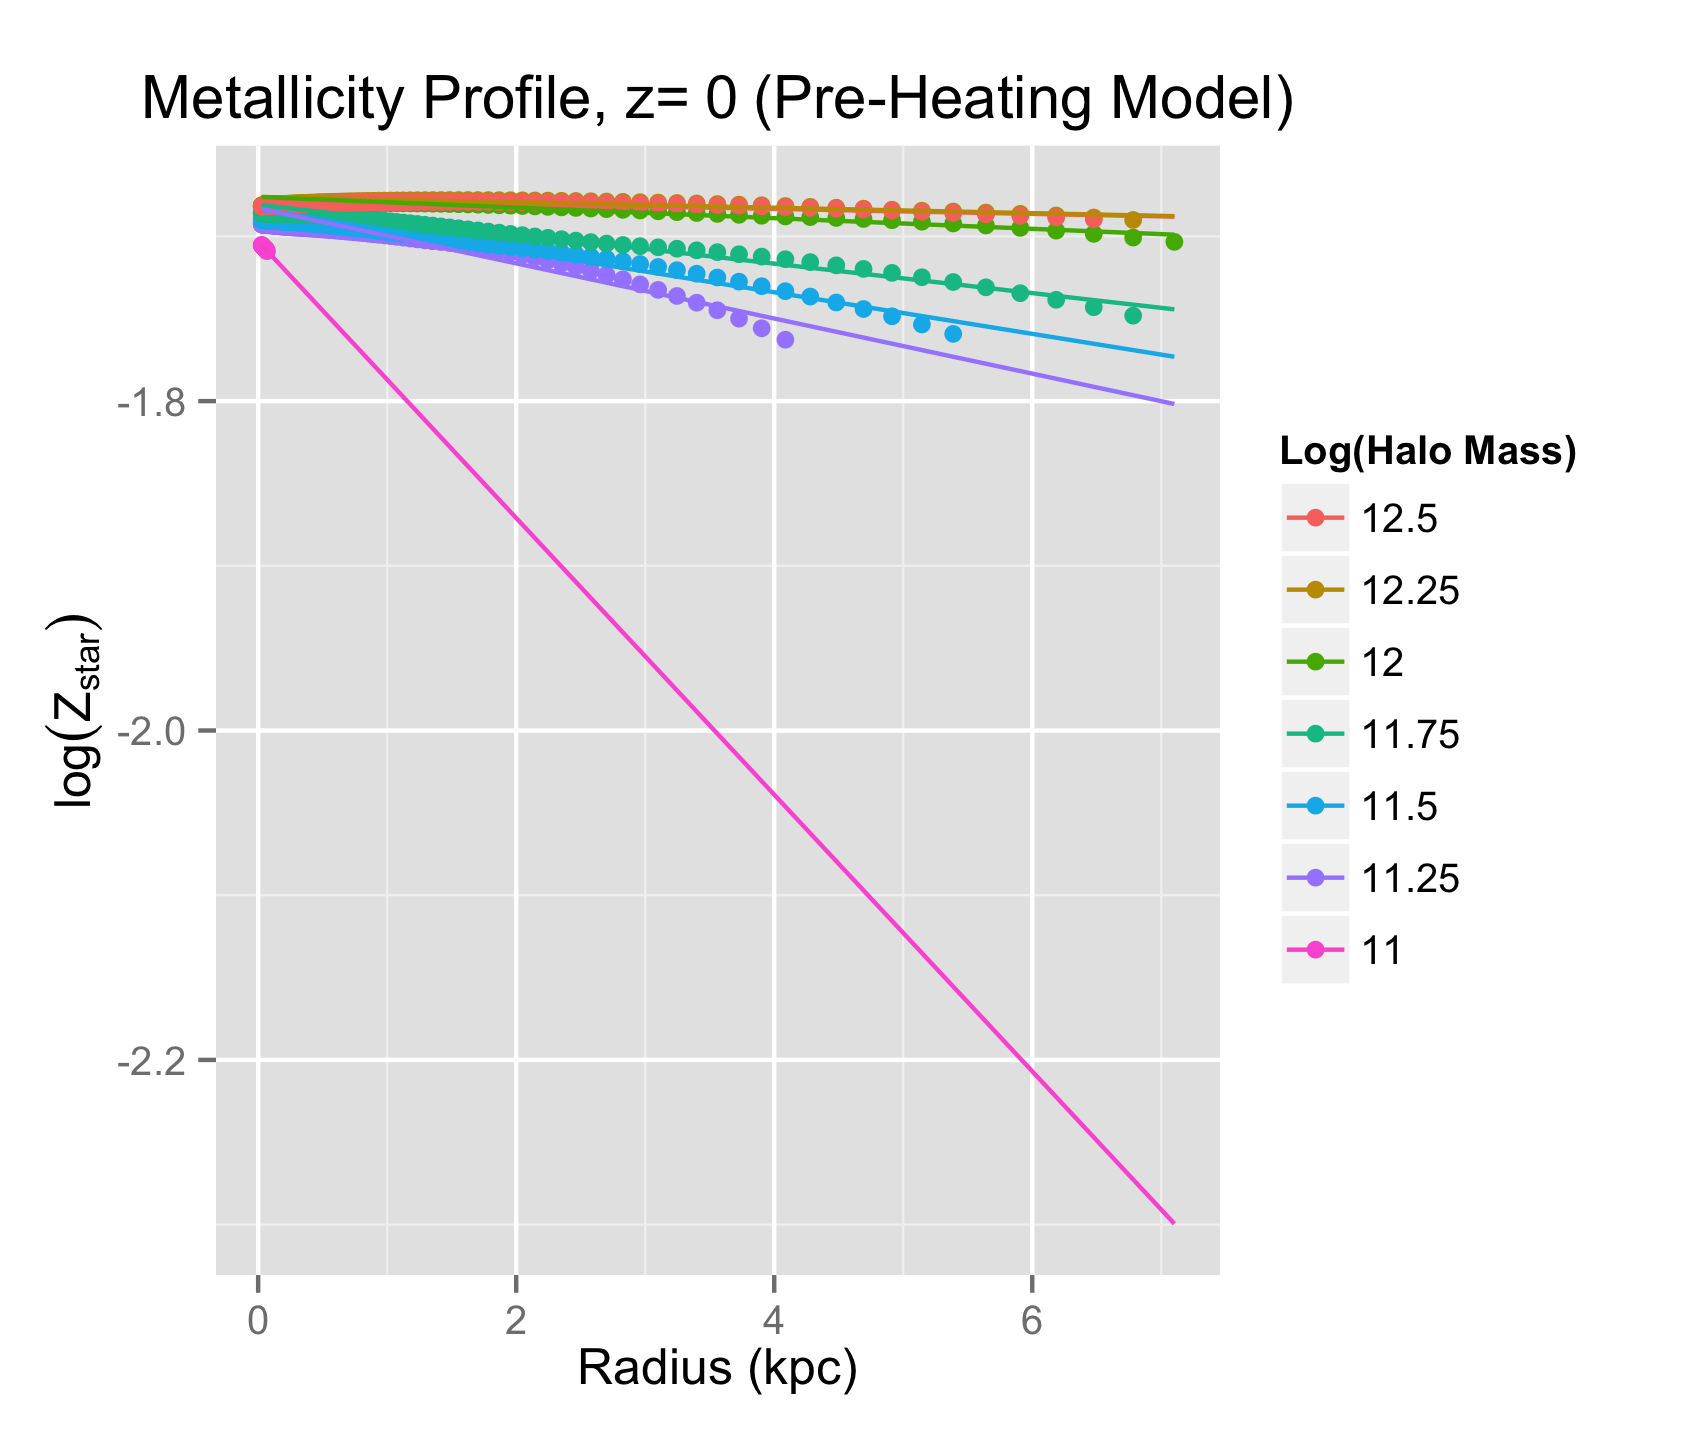 Metallicity Profile, z= 0 (Pre-Heating Model)
-1.8
-2.0
-2.2
log(Zstar)
0 2 4 6
Radius (kpc)
Log(Halo Mass)
12.5
12.25
12
11.75
11.5
11.25
11